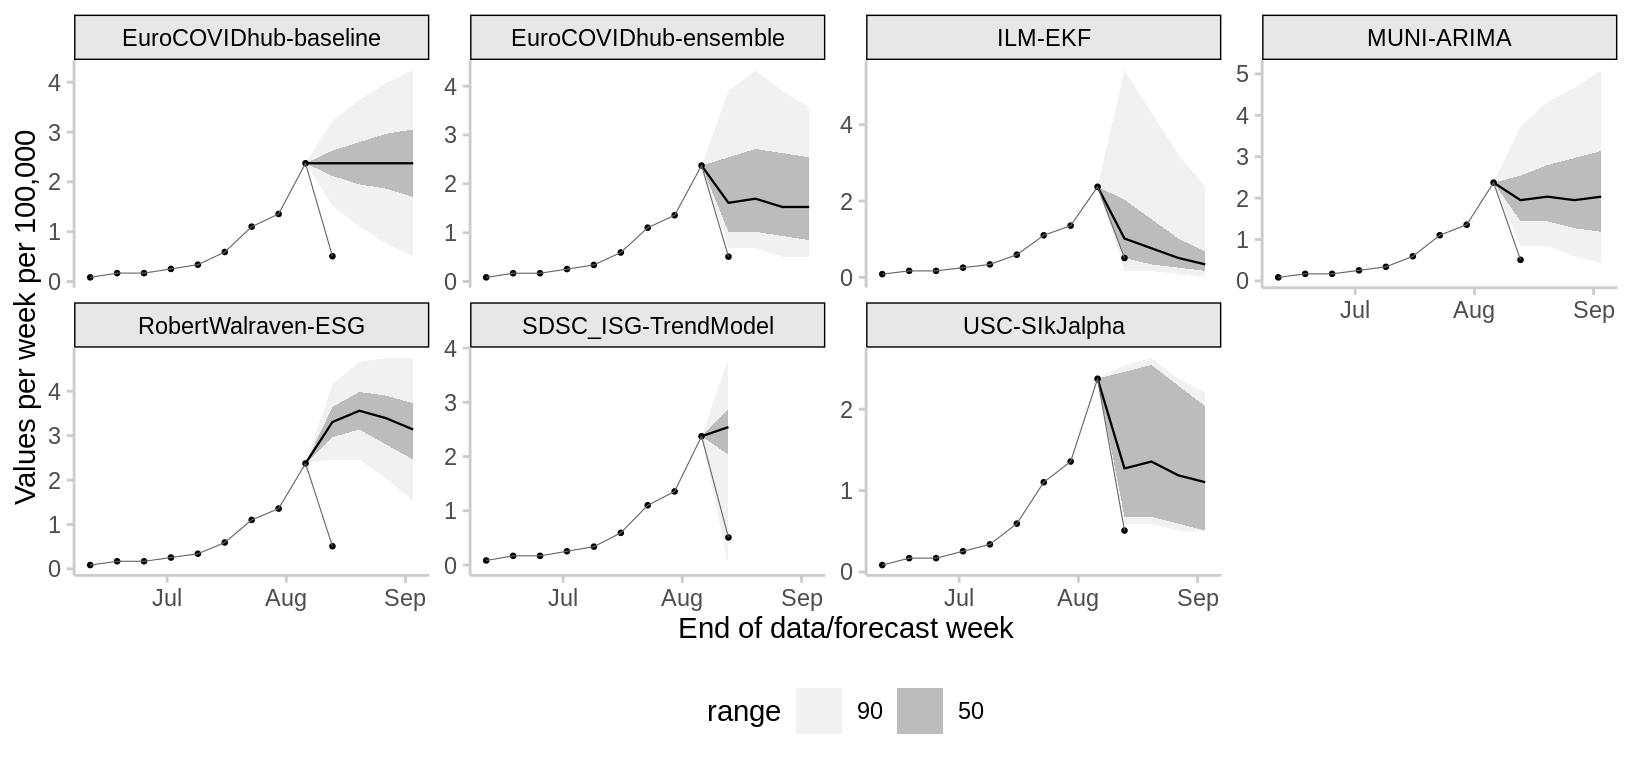 EuroCOVIDhub-baseline
EuroCOVIDhub-ensemble
ILM-EKF
MUNI-ARIMA
4
3
2
1
0
4
3
2
1
0
4
2
0
5
4
3
2
1
0
Jul Aug Sep
Values per week per 100,000
RobertWalraven-ESG
SDSC_ISG-TrendModel
USC-SIkJalpha
4
3
2
1
0
4
3
2
1
0
2
1
0
Jul Aug Sep
Jul Aug Sep
Jul Aug Sep
End of data/forecast week
range 90 50